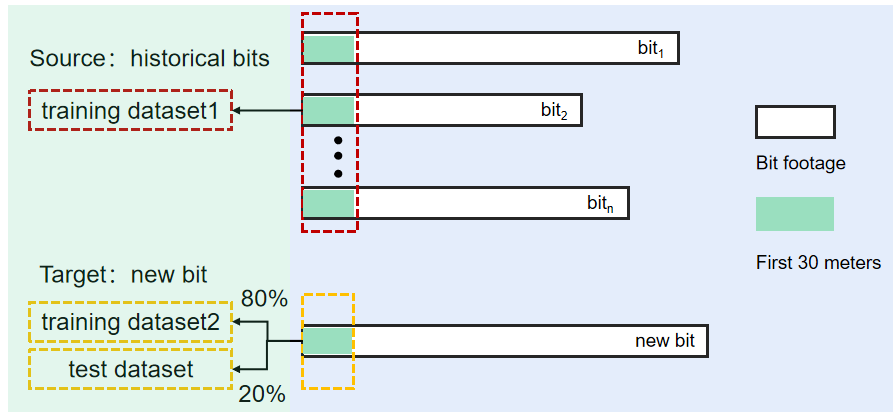 Source：historical bits
training dataset1
bit₁
bit₂
bitₙ
Bit footage
First 30 meters
Target：new bit
80%
training dataset2
test dataset
20%
new bit